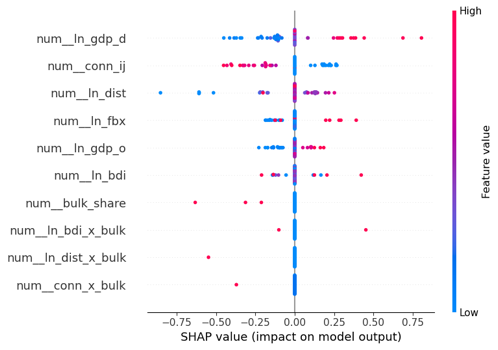 High
num__ln_gdp_d
num__conn_ij
num__ln_dist
num__ln_fbx
num__ln_gdp_o
num__ln_bdi
num__bulk_share
num__ln_bdi_x_bulk
num__ln_dist_x_bulk
num__conn_x_bulk
Feature value
Low
−0.75 −0.50 −0.25 0.00 0.25 0.50 0.75
SHAP value (impact on model output)